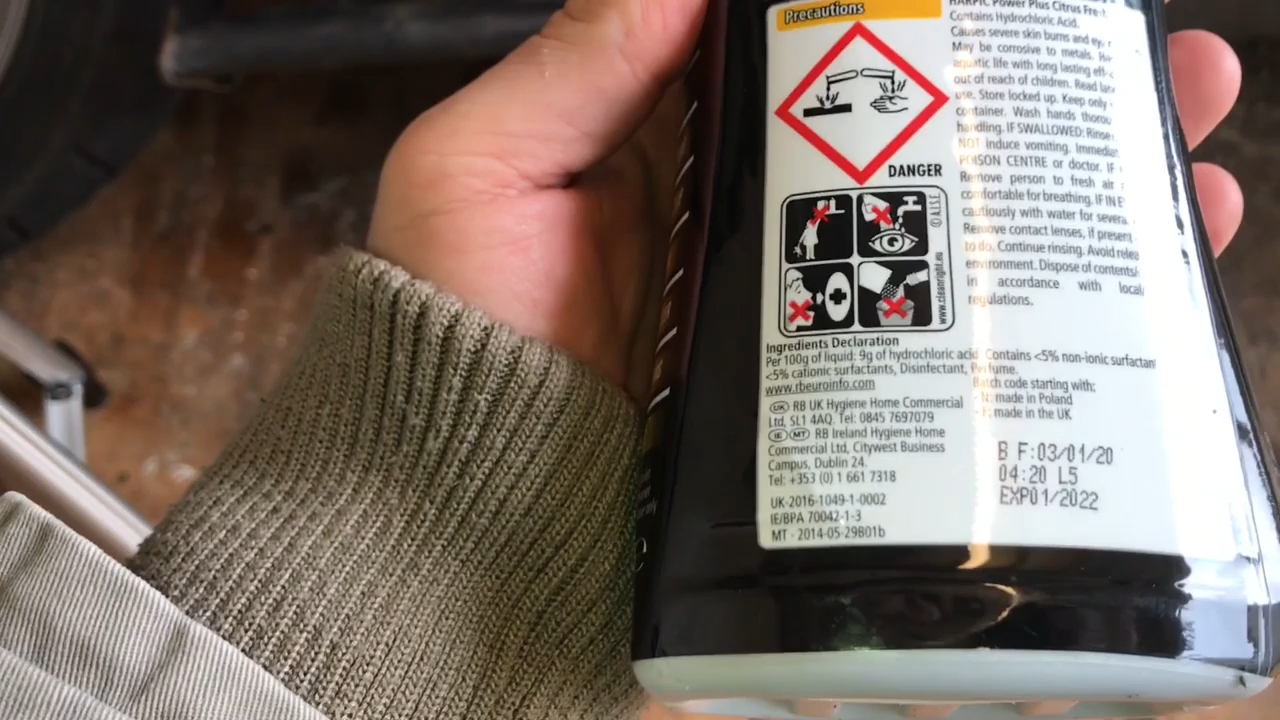 Precautions
DANGER
© A.I.S.E
www.cleanright.eu
HARPIC Power Plus Citrus
Contains Hydrochloric Acid.
Causes severe skin burns and
May be corrosive to metals.
aquatic life with long lasting
out of reach of children. Read
use. Store locked up. Keep only
container. Wash hands
handling. IF SWALLOWED: Rinse
NOT induce vomiting.
POISON CENTRE or doctor. IF
Remove person to fresh air
comfortable for breathing. IF IN
cautiously with water for
Remove contact lenses, if present
to do. Continue rinsing. Avoid
environment. Dispose of contents/
in accordance with local/
regulations.
Ingredients Declaration
Per 100g of liquid: 9g of hydrochloric acid. Contains <5% non-ionic surfactant
<5% cationic surfactants, Disinfectant, Perfume.
www.rbeuroinfo.com
Batch code starting with:
- N: made in Poland
- F: made in the UK
UK RB UK Hygiene Home Commercial
Ltd, SL1 4AQ. Tel: 0845 7697079
IE MT RB Ireland Hygiene Home
Commercial Ltd, Citywest Business
Campus, Dublin 24.
Tel: +353 (0) 1 661 7318
UK-2016-1049-1-0002
IE/BPA 70042-1-3
MT - 2014-05-29B01b
B F:03/01/20
04:20 L5
EXP01/2022